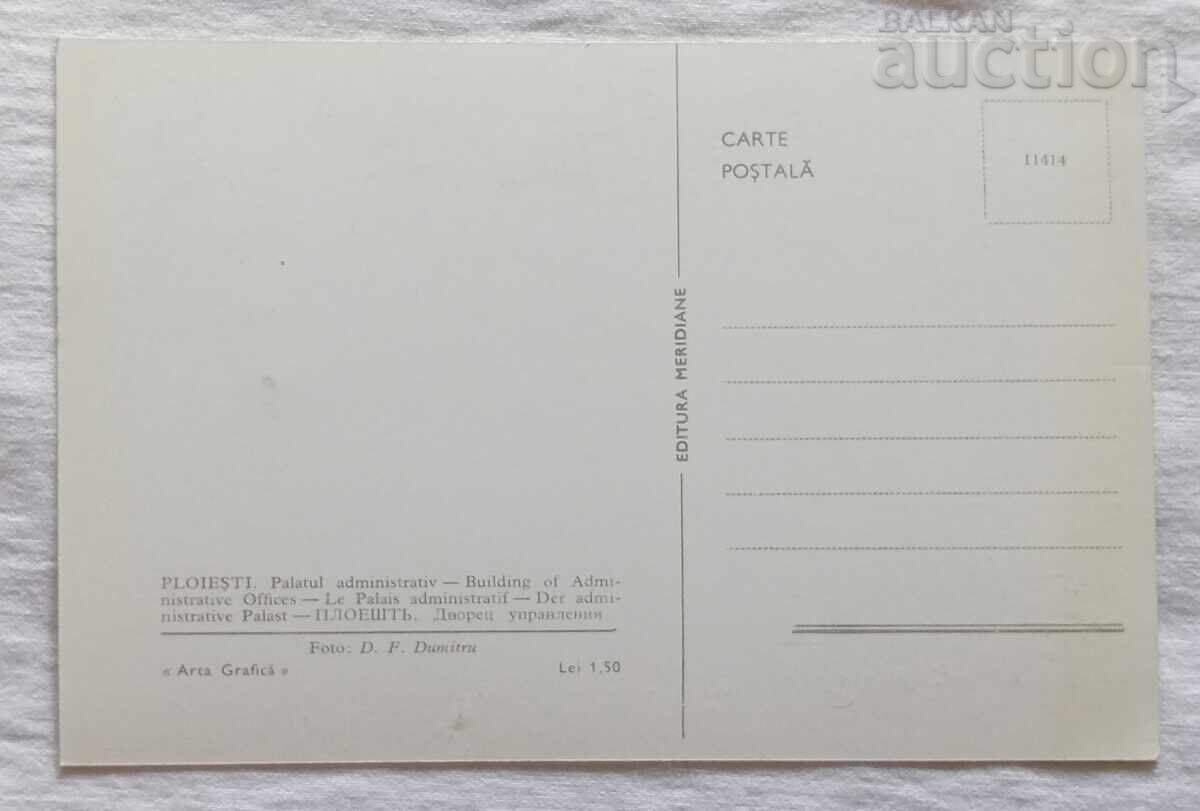 BALKAN
auction
CARTE
POȘTALĂ
11414
EDITURA MERIDIANE
PLOIEȘTI. Palatul administrativ — Building of Admi-
nistrative Offices — Le Palais administratif — Der admi-
nistrative Palast — ПЛОЕШТЬ. Дворец управления
Foto: D. F. Dumitru
« Arta Grafică »
Lei 1,50